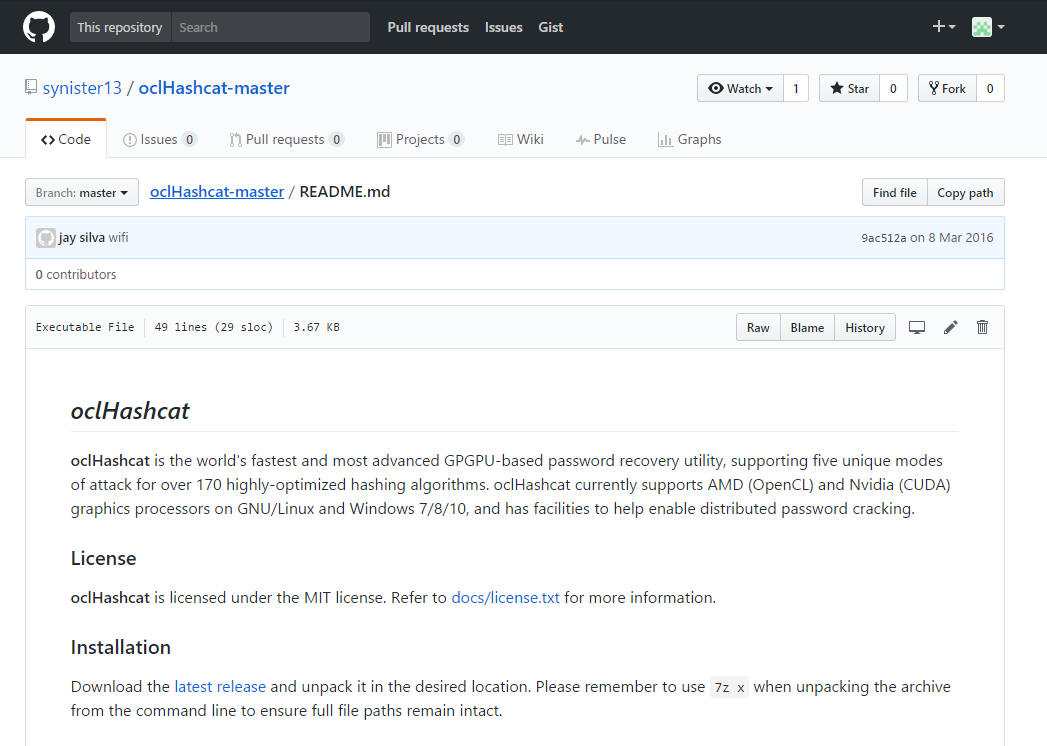 This repository Search Pull requests Issues Gist
synister13 / oclHashcat-master Watch 1 Star 0 Fork 0
Code Issues 0 Pull requests 0 Projects 0 Wiki Pulse Graphs
Branch: master oclHashcat-master / README.md Find file Copy path
jay silva wifi 9ac512a on 8 Mar 2016
0 contributors
Executable File 49 lines (29 sloc) 3.67 KB Raw Blame History
oclHashcat
oclHashcat is the world's fastest and most advanced GPGPU-based password recovery utility, supporting five unique modes
of attack for over 170 highly-optimized hashing algorithms. oclHashcat currently supports AMD (OpenCL) and Nvidia (CUDA)
graphics processors on GNU/Linux and Windows 7/8/10, and has facilities to help enable distributed password cracking.
License
oclHashcat is licensed under the MIT license. Refer to docs/license.txt for more information.
Installation
Download the latest release and unpack it in the desired location. Please remember to use 7z x when unpacking the archive
from the command line to ensure full file paths remain intact.